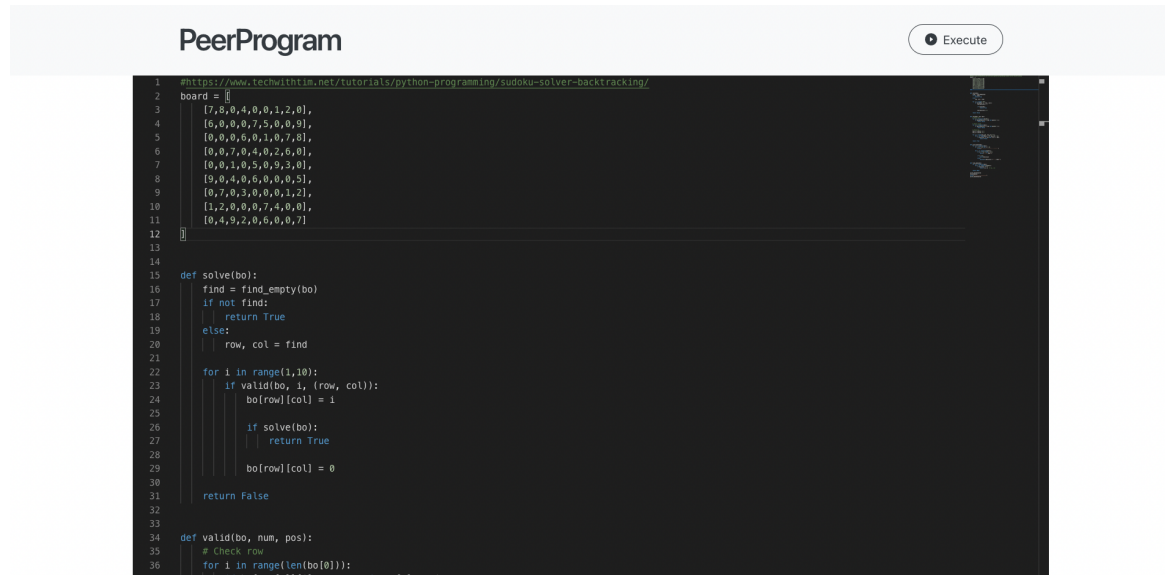 PeerProgram
Execute
1 #https://www.techwithtim.net/tutorials/python-programming/sudoku-solver-backtracking/
2 board = [
3 [7,8,0,4,0,0,1,2,0],
4 [6,0,0,0,7,5,0,0,9],
5 [0,0,0,6,0,1,0,7,8],
6 [0,0,7,0,4,0,2,6,0],
7 [0,0,1,0,5,0,9,3,0],
8 [9,0,4,0,6,0,0,0,5],
9 [0,7,0,3,0,0,0,1,2],
10 [1,2,0,0,0,7,4,0,0],
11 [0,4,9,2,0,6,0,0,7]
12 ]
13
14
15 def solve(bo):
16 find = find_empty(bo)
17 if not find:
18 return True
19 else:
20 row, col = find
21
22 for i in range(1,10):
23 if valid(bo, i, (row, col)):
24 bo[row][col] = i
25
26 if solve(bo):
27 return True
28
29 bo[row][col] = 0
30
31 return False
32
33
34 def valid(bo, num, pos):
35 # Check row
36 for i in range(len(bo[0])):